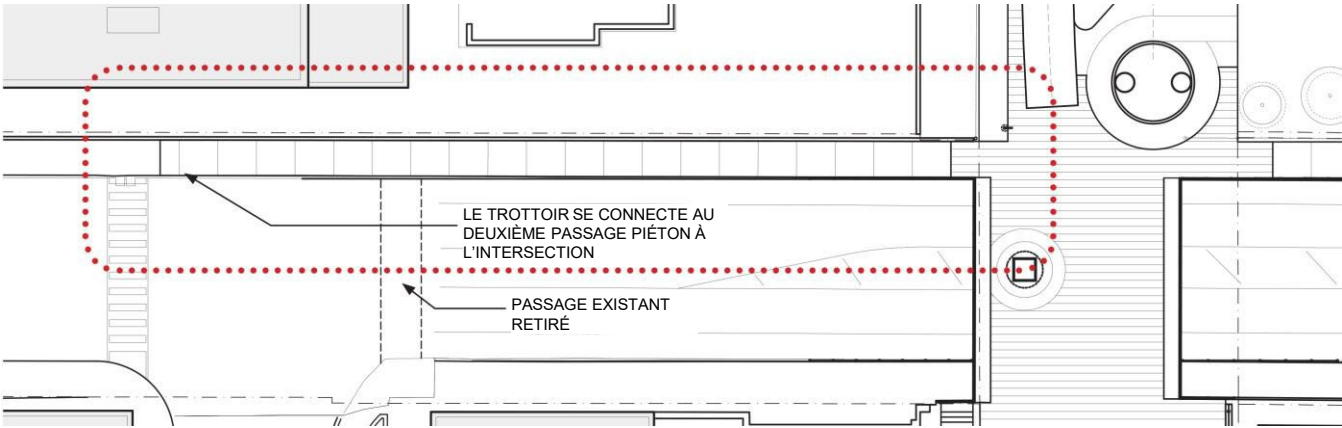 LE TROTTOIR SE CONNECTE AU
DEUXIÈME PASSAGE PIÉTON À
L'INTERSECTION
PASSAGE EXISTANT
RETIRÉ